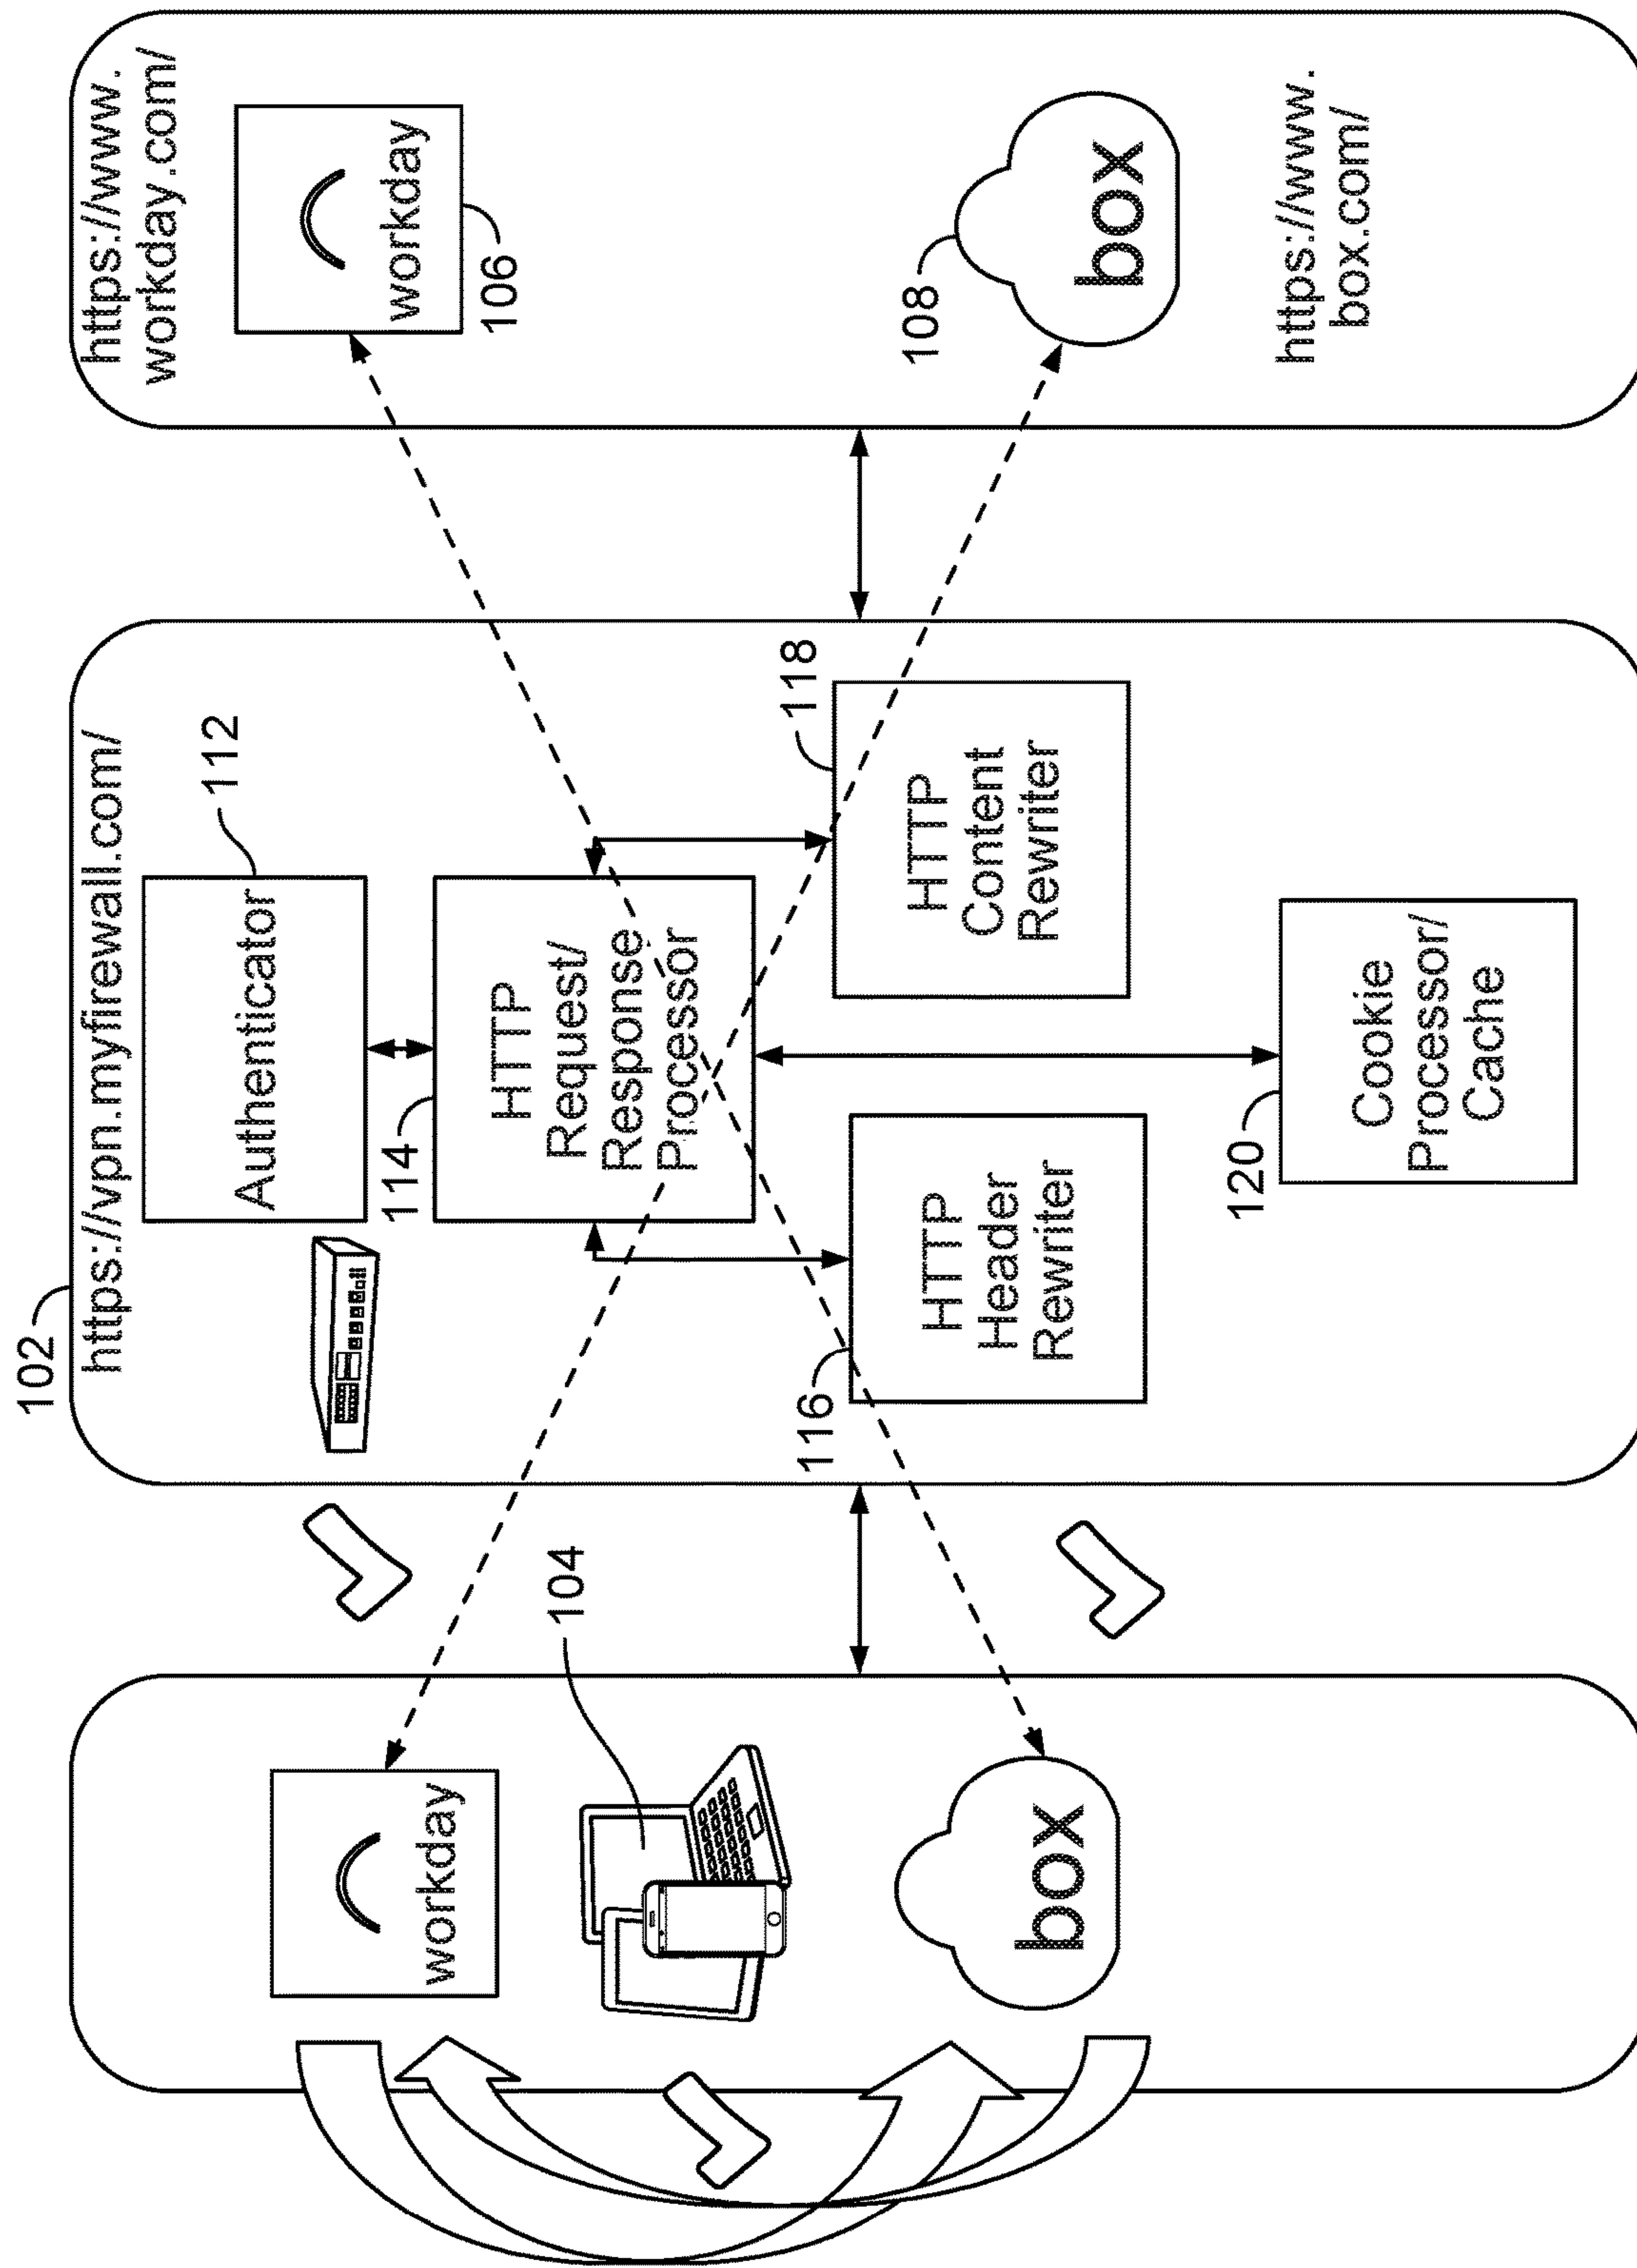 102
https://vpn.myfirewall.com/
https://www.
workday.com/
workday
104
box
Authenticator
112
114
HTTP
Request/
Response
Processor
116
HTTP
Header
Rewriter
118
HTTP
Content
Rewriter
120
Cookie
Processor/
Cache
workday
106
108
box
https://www.
box.com/